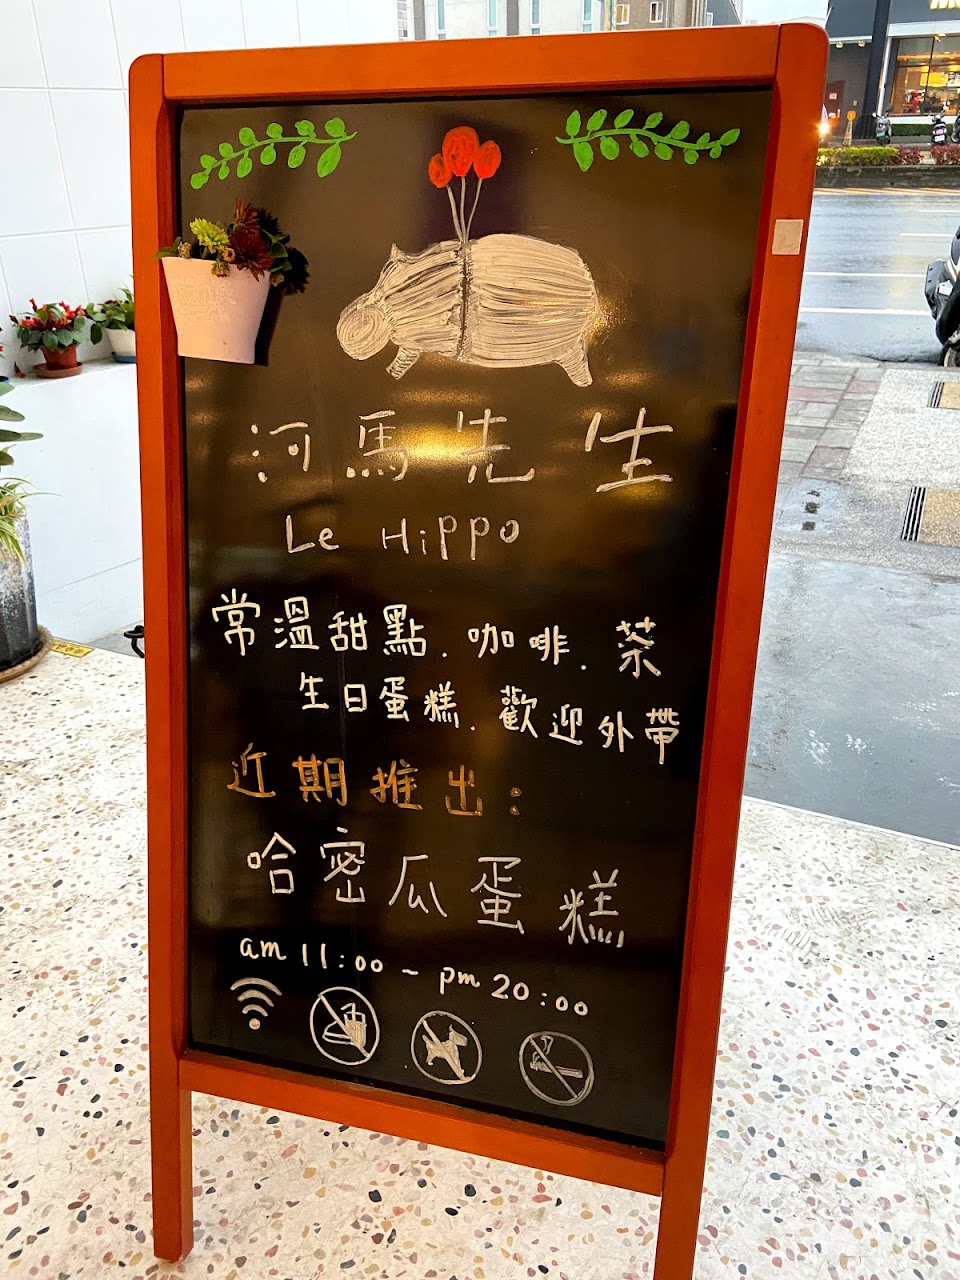 河馬先生
Le HiPPo
常溫甜點.咖啡.茶
生日蛋糕.歡迎外帶
近期推出：
哈密瓜蛋糕
am 11:00 ~ pm 20:00